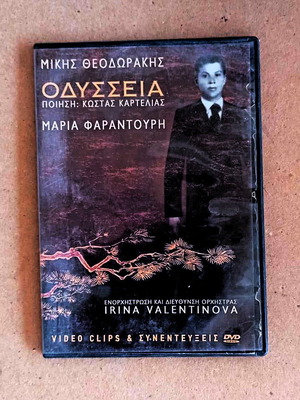 ΜΙΚΗΣ ΘΕΟΔΩΡΑΚΗΣ
ΟΔΥΣΣΕΙΑ
ΠΟΙΗΣΗ: ΚΩΣΤΑΣ ΚΑΡΤΕΛΙΑΣ
ΜΑΡΙΑ ΦΑΡΑΝΤΟΥΡΗ
ΕΝΟΡΧΗΣΤΡΩΣΗ ΚΑΙ ΔΙΕΥΘΥΝΣΗ ΟΡΧΗΣΤΡΑΣ
IRINA VALENTINOVA
VIDEO CLIPS & ΣΥΝΕΝΤΕΥΞΕΙΣ DVD